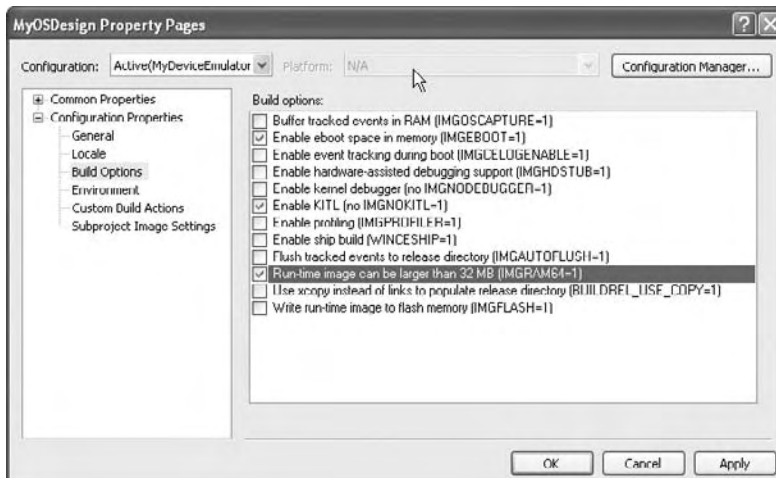 MyOSDesign Property Pages
Configuration: Active(MyDeviceEmulator Platform: N/A Configuration Manager...
Common Properties
Configuration Properties
General
Locale
Build Options
Environment
Custom Build Actions
Subproject Image Settings
Build options:
Buffer tracked events in RAM (IMGOSCAPTURE=1)
Enable eboot space in memory (IMGEBOOT=1)
Enable event tracking during boot (IMGCELOGENABLE=1)
Enable hardware-assisted debugging support (IMGHDSTUB=1)
Enable kernel debugger (no IMGNODEBUGGER=1)
Enable KITL (no IMGNOKITL=1)
Enable profiling (IMGPROFILER=1)
Enable ship build (WINCESHIP=1)
Flush tracked events to release directory (IMGAUTOFLUSH=1)
Run-time image can be larger than 32 MB (IMGRAM64=1)
Use xcopy instead of links to populate release directory (BUILDREL_USE_COPY=1)
Write run-time image to flash memory (IMGFLASH=1)
OK Cancel Apply